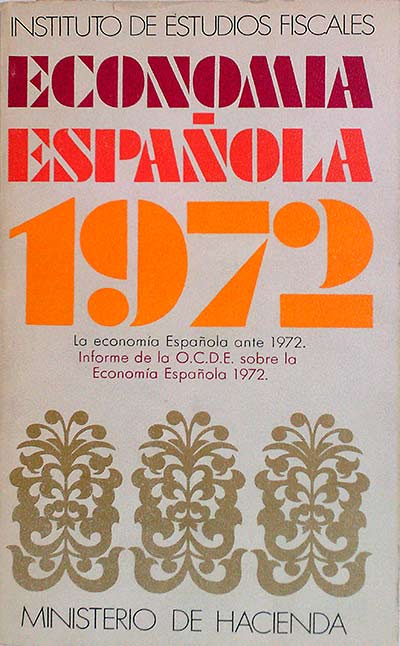 INSTITUTO DE ESTUDIOS FISCALES
ECONOMIA
ESPAÑOLA
1972
La economía Española ante 1972.
Informe de la O.C.D.E. sobre la
Economía Española 1972.
MINISTERIO DE HACIENDA